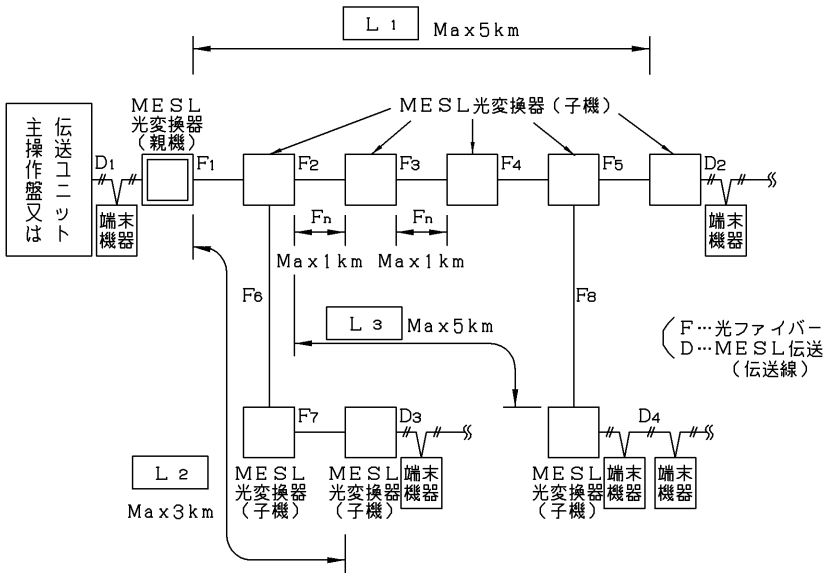 L 1 Max5km
MESL
光変換器
（親機）
MESL光変換器（子機）
主操作盤又は
伝送ユニット
D1
F1
F2
F3
F4
F5
D2
端末
機器
端末
機器
Fn
Fn
Max1km
Max1km
F6
F8
L 3 Max5km
F…光ファイバー
D…MESL伝送
（伝送線）
F7
D3
D4
MESL
光変換器
（子機）
MESL
光変換器
（子機）
端末
機器
MESL
光変換器
（子機）
端末
機器
端末
機器
L 2
Max3km